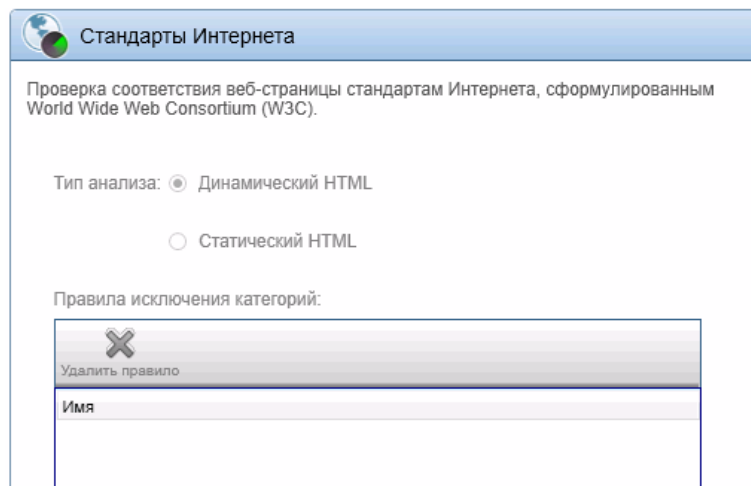 Стандарты Интернета
Проверка соответствия веб-страницы стандартам Интернета, сформулированным
World Wide Web Consortium (W3C).
Тип анализа: Динамический HTML
Статический HTML
Правила исключения категорий:
Удалить правило
Имя